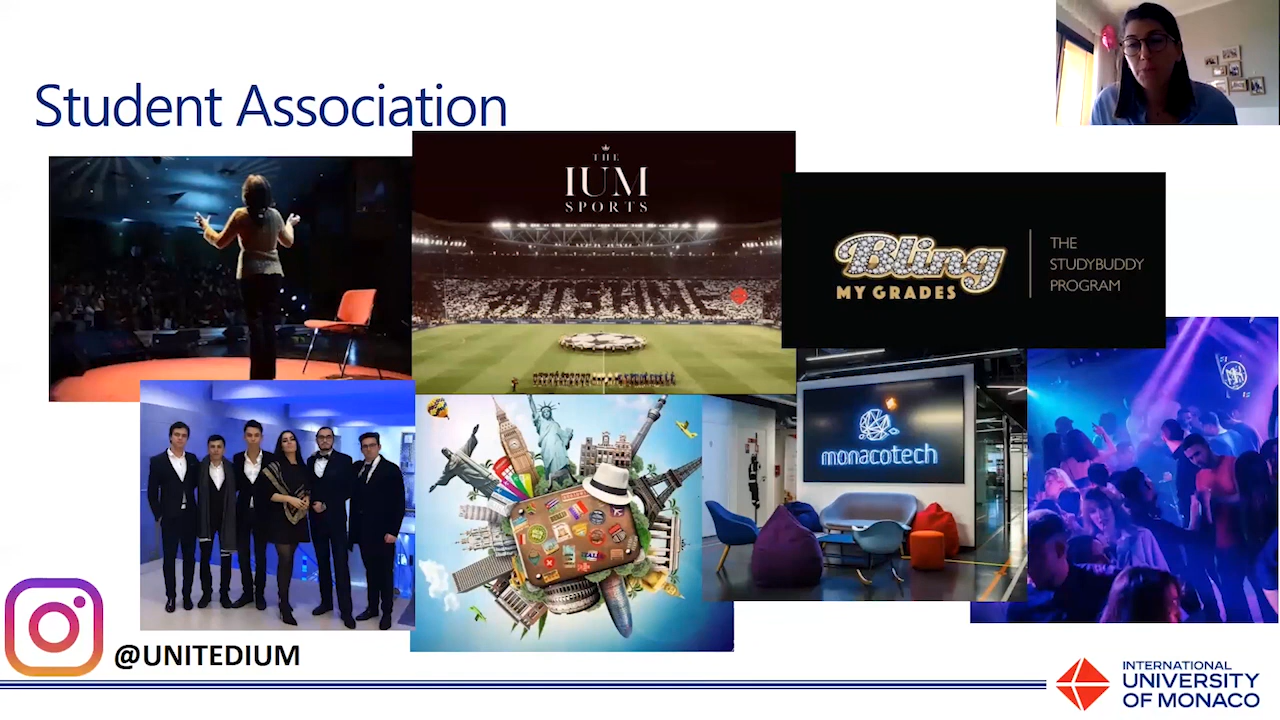 Student Association
THE
IUM
SPORTS
Bling
MY GRADES
THE
STUDYBUDDY
PROGRAM
monacotech
@UNITEDIUM
INTERNATIONAL
UNIVERSITY
OF MONACO